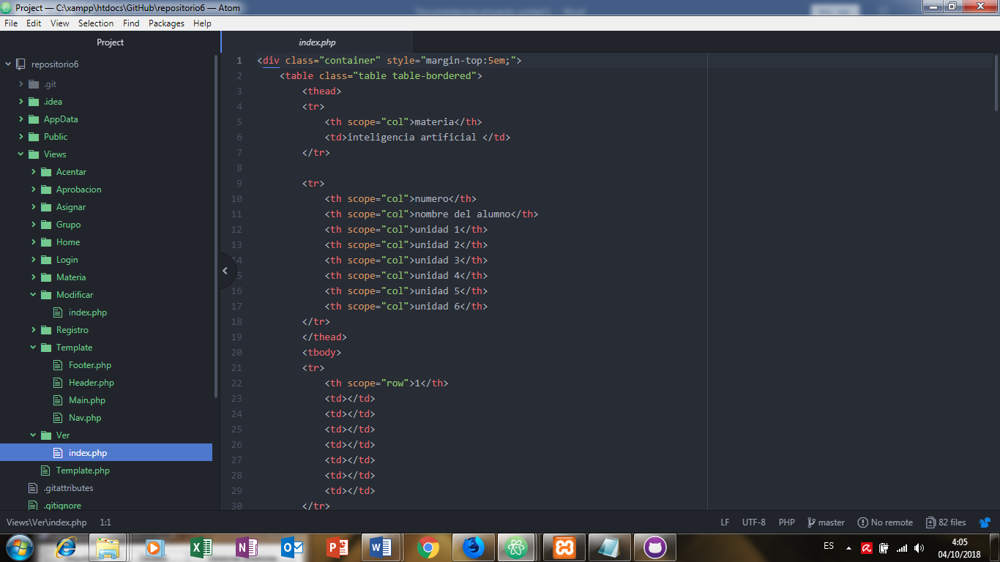 Project — C:\xampp\htdocs\GitHub\repositorio6 — Atom
File Edit View Selection Find Packages Help
Project
repositorio6
.git
.idea
AppData
Public
Views
Acentar
Aprobacion
Asignar
Grupo
Home
Login
Materia
Modificar
index.php
Registro
Template
Footer.php
Header.php
Main.php
Nav.php
Ver
index.php
Template.php
.gitattributes
.gitignore
index.php
1 <div class="container" style="margin-top:5em;">
2 <table class="table table-bordered">
3 <thead>
4 <tr>
5 <th scope="col">materia</th>
6 <td>inteligencia artificial </td>
7 </tr>
8
9 <tr>
10 <th scope="col">numero</th>
11 <th scope="col">nombre del alumno</th>
12 <th scope="col">unidad 1</th>
13 <th scope="col">unidad 2</th>
14 <th scope="col">unidad 3</th>
15 <th scope="col">unidad 4</th>
16 <th scope="col">unidad 5</th>
17 <th scope="col">unidad 6</th>
18 </tr>
19 </thead>
20 <tbody>
21 <tr>
22 <th scope="row">1</th>
23 <td></td>
24 <td></td>
25 <td></td>
26 <td></td>
27 <td></td>
28 <td></td>
29 <td></td>
30 </tr>
Views\Ver\index.php 1:1 LF UTF-8 PHP master No remote 82 files
ES 4:05
04/10/2018